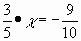 3/5 • x = - 9/10